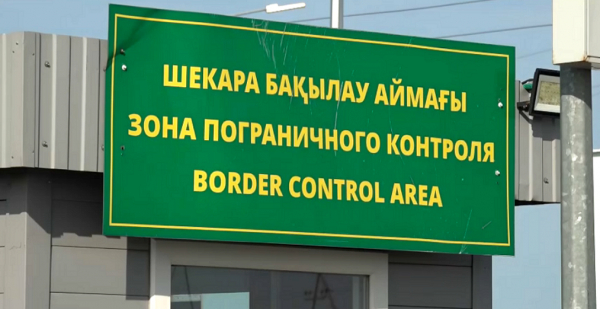 ШЕКАРА БАҚЫЛАУ АЙМАҒЫ
ЗОНА ПОГРАНИЧНОГО КОНТРОЛЯ
BORDER CONTROL AREA